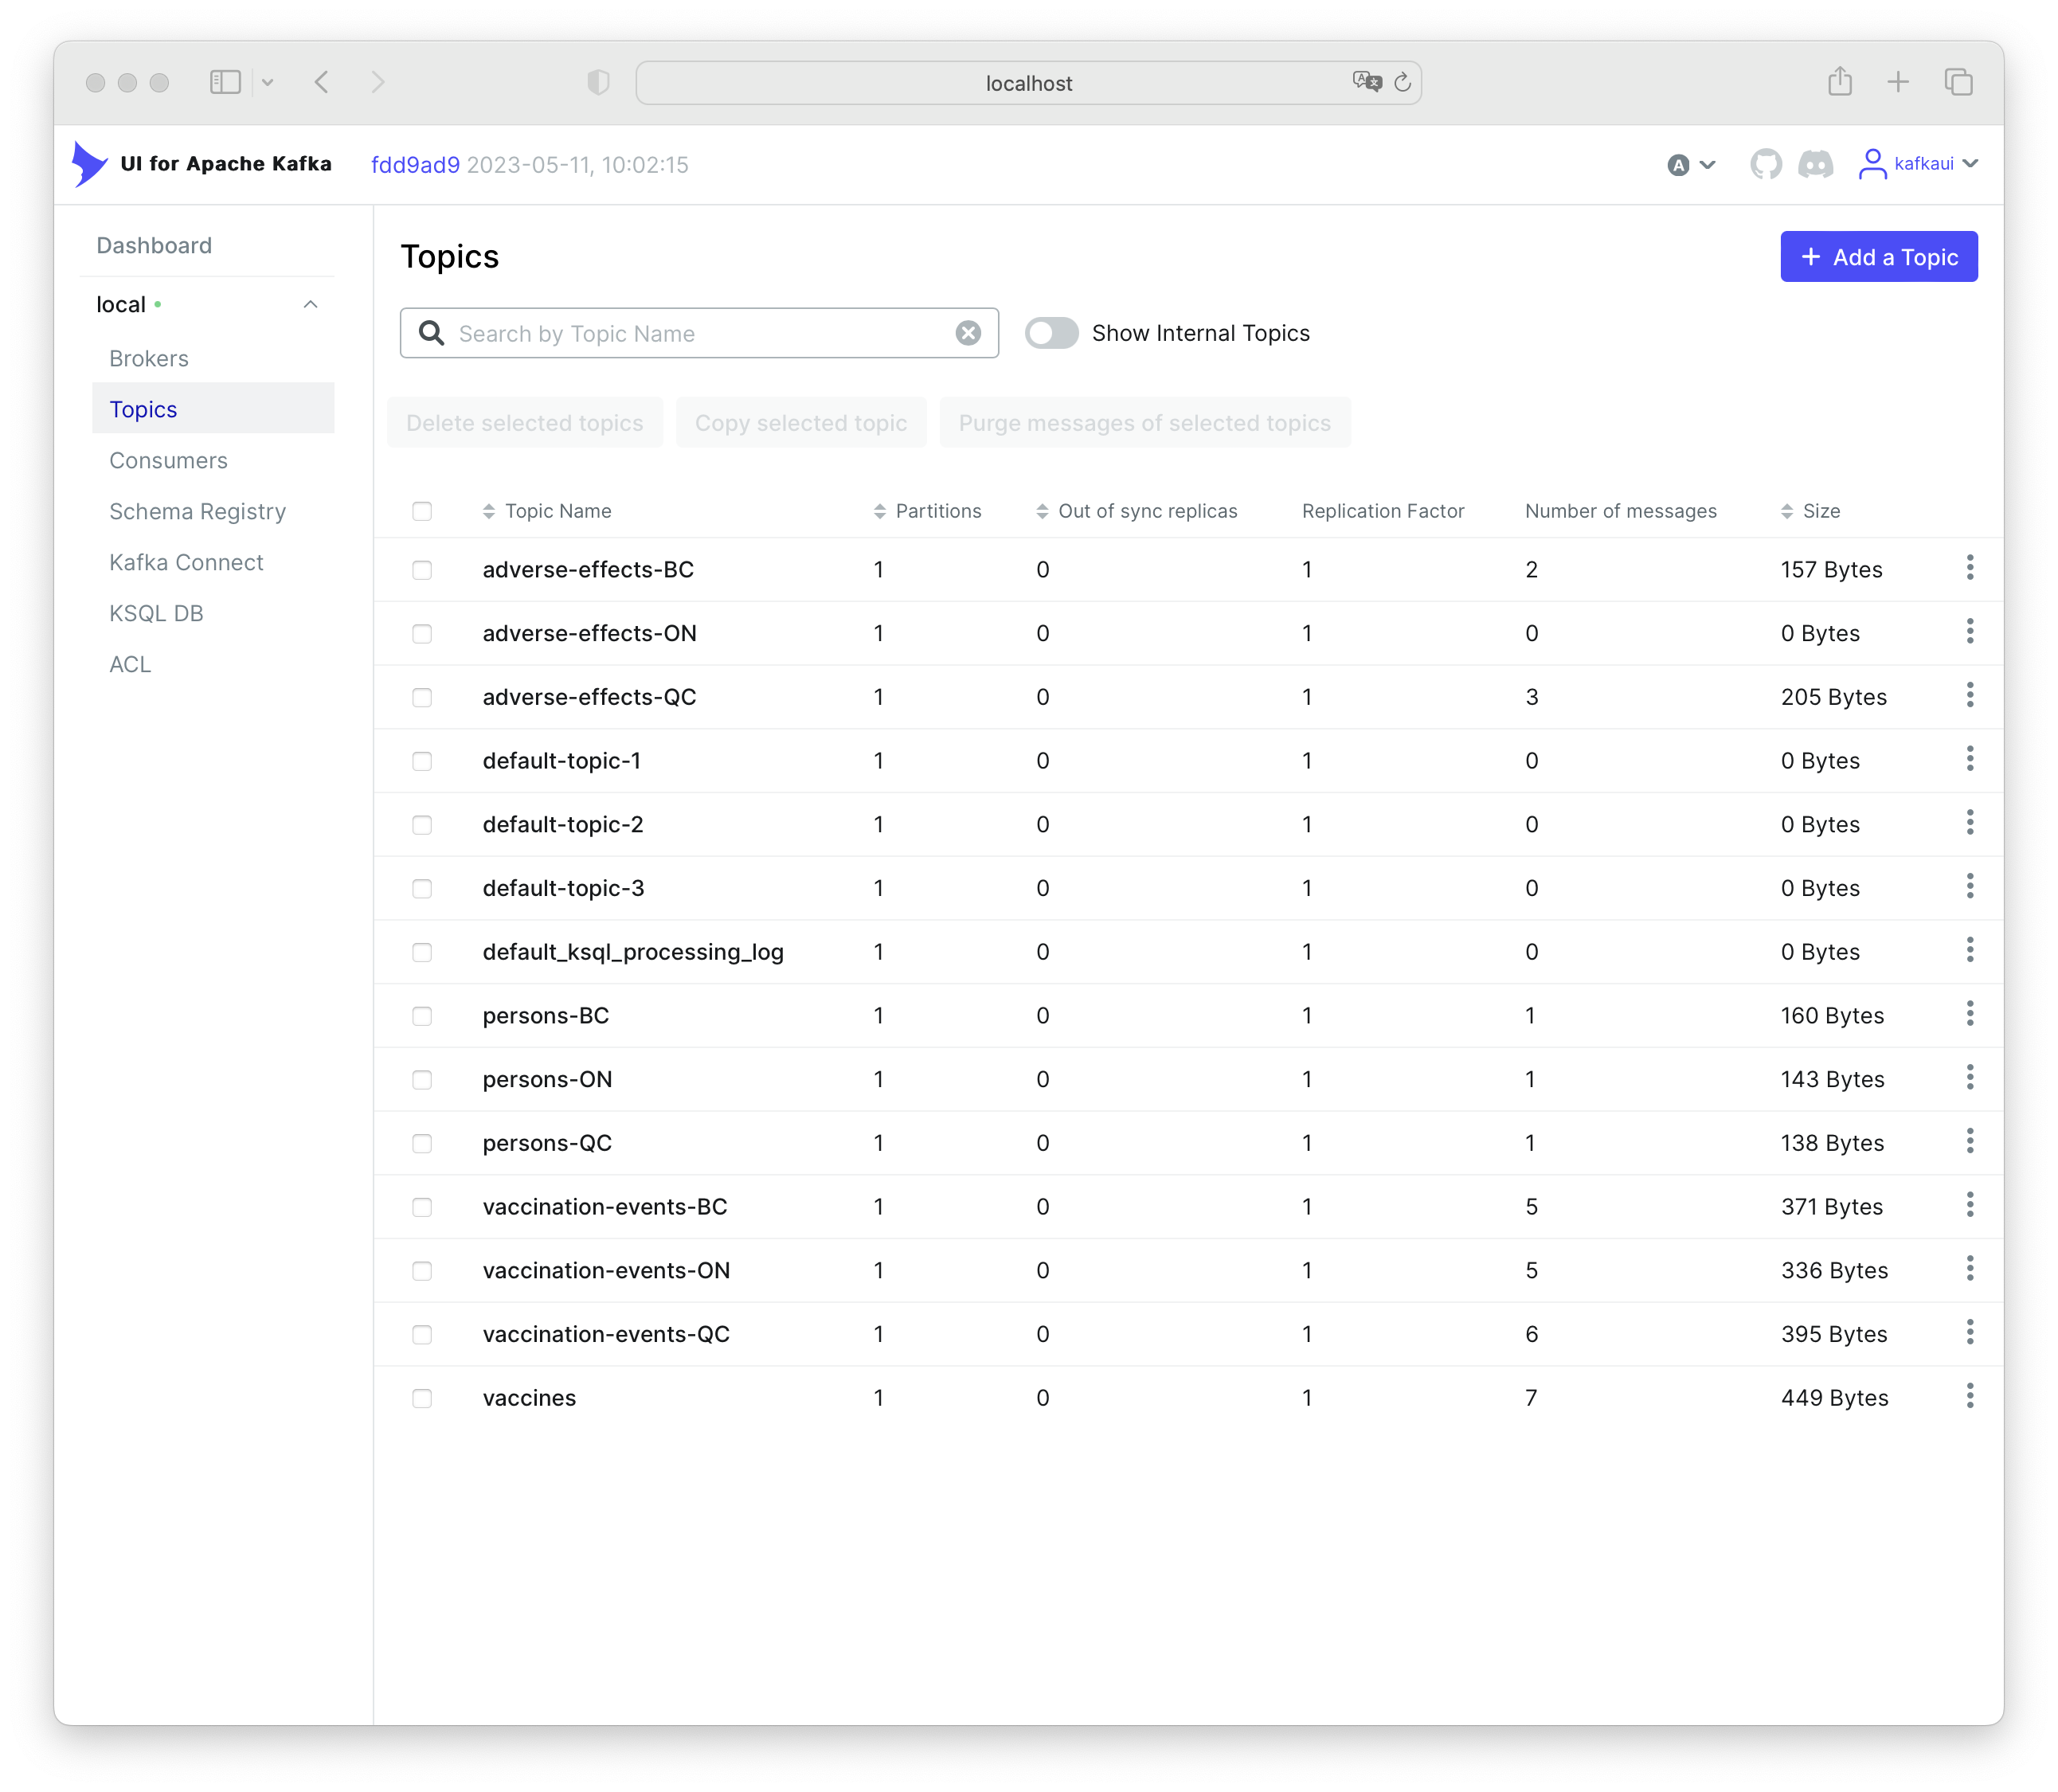 localhost
UI for Apache Kafka fdd9ad9 2023-05-11, 10:02:15 A kafkaui
Dashboard
local
Brokers
Topics
Consumers
Schema Registry
Kafka Connect
KSQL DB
ACL
Topics + Add a Topic
Search by Topic Name Show Internal Topics
Delete selected topics Copy selected topic Purge messages of selected topics
Topic Name Partitions Out of sync replicas Replication Factor Number of messages Size
adverse-effects-BC 1 0 1 2 157 Bytes
adverse-effects-ON 1 0 1 0 0 Bytes
adverse-effects-QC 1 0 1 3 205 Bytes
default-topic-1 1 0 1 0 0 Bytes
default-topic-2 1 0 1 0 0 Bytes
default-topic-3 1 0 1 0 0 Bytes
default_ksql_processing_log 1 0 1 0 0 Bytes
persons-BC 1 0 1 1 160 Bytes
persons-ON 1 0 1 1 143 Bytes
persons-QC 1 0 1 1 138 Bytes
vaccination-events-BC 1 0 1 5 371 Bytes
vaccination-events-ON 1 0 1 5 336 Bytes
vaccination-events-QC 1 0 1 6 395 Bytes
vaccines 1 0 1 7 449 Bytes